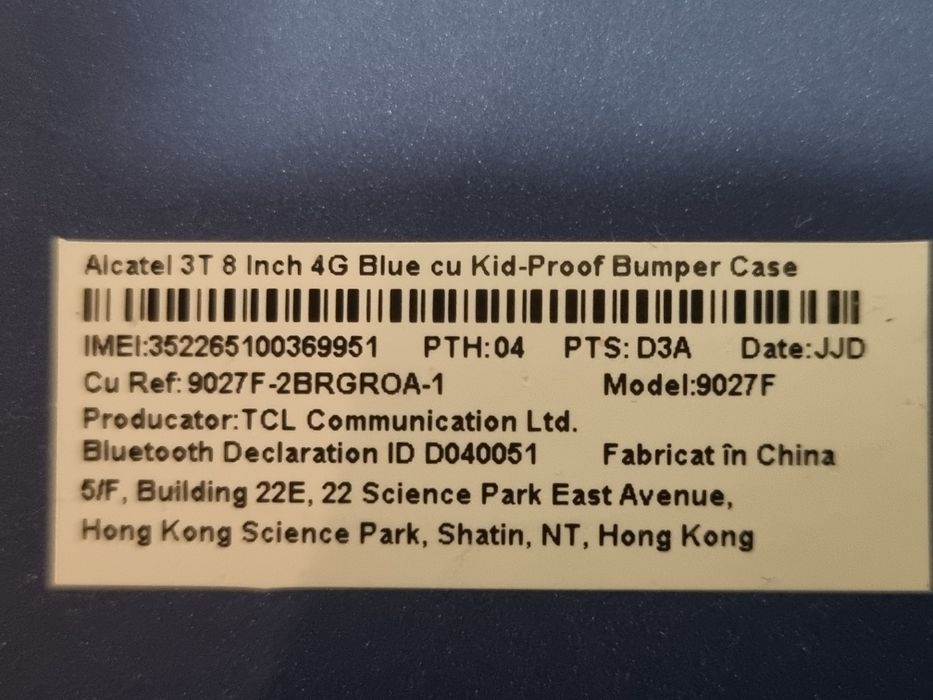 Alcatel 3T 8 Inch 4G Blue cu Kid-Proof Bumper Case
IMEI:352265100369951 PTH:04 PTS: D3A Date:JJD
Cu Ref: 9027F-2BRGROA-1 Model:9027F
Producator:TCL Communication Ltd.
Bluetooth Declaration ID D040051 Fabricat în China
5/F, Building 22E, 22 Science Park East Avenue,
Hong Kong Science Park, Shatin, NT, Hong Kong